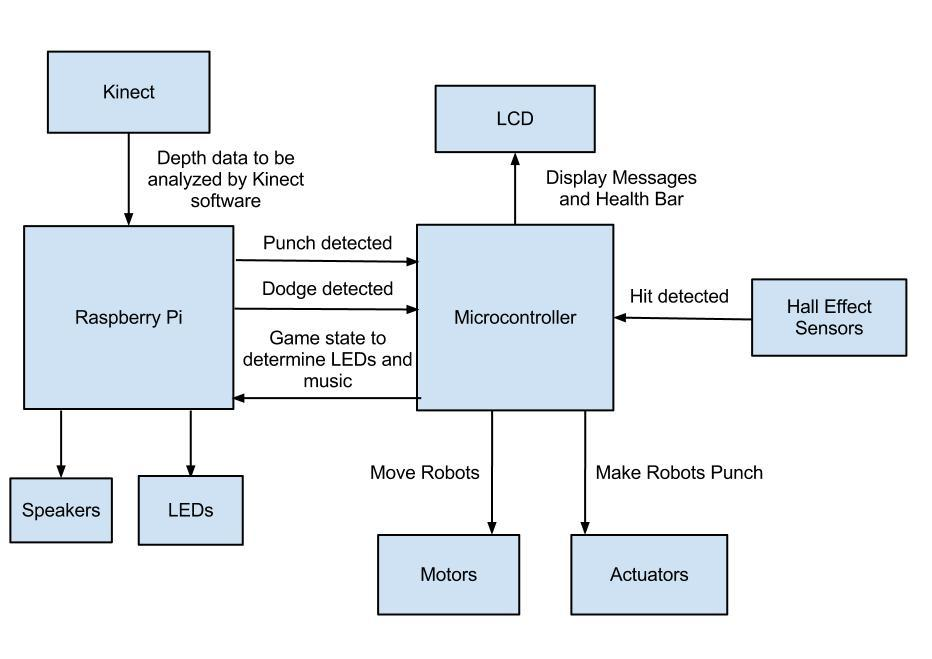 Kinect
LCD
Depth data to be
analyzed by Kinect
software
Display Messages
and Health Bar
Raspberry Pi
Punch detected
Dodge detected
Game state to
determine LEDs and
music
Microcontroller
Hit detected
Hall Effect
Sensors
Speakers
LEDs
Move Robots
Make Robots Punch
Motors
Actuators